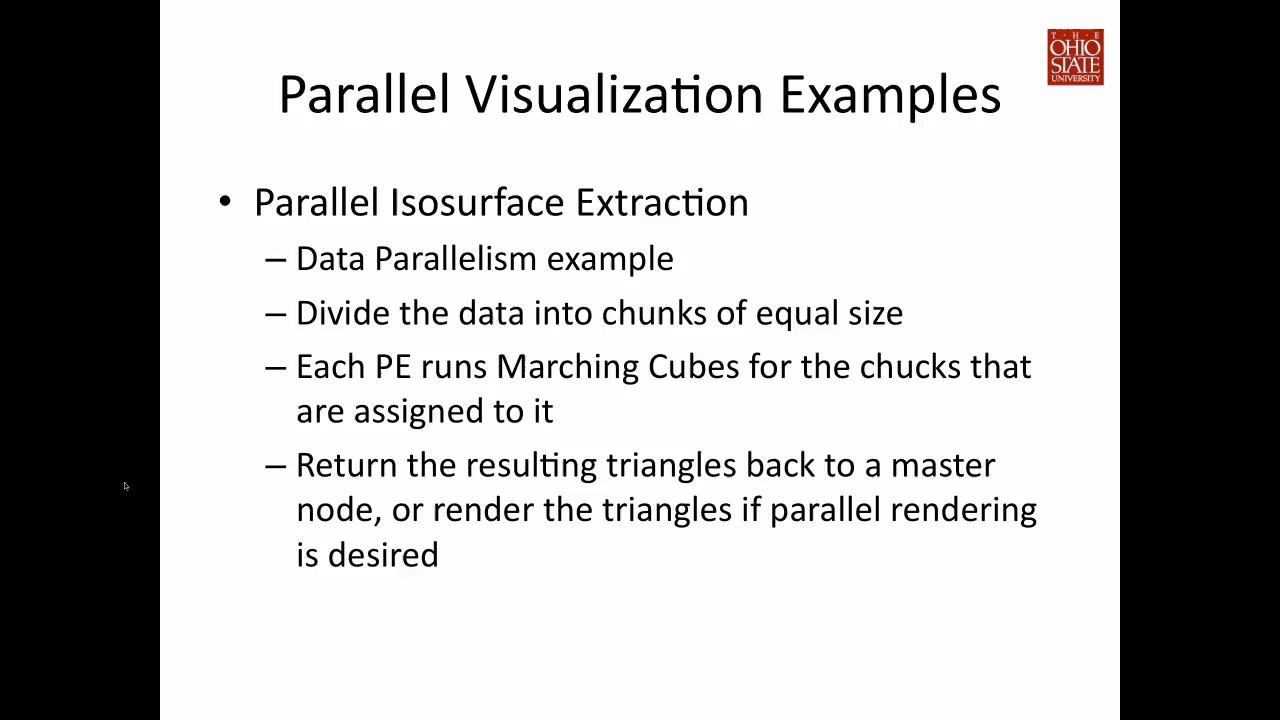 T · H · E
OHIO
STATE
UNIVERSITY
Parallel Visualization Examples
• Parallel Isosurface Extraction
– Data Parallelism example
– Divide the data into chunks of equal size
– Each PE runs Marching Cubes for the chucks that
are assigned to it
– Return the resulting triangles back to a master
node, or render the triangles if parallel rendering
is desired